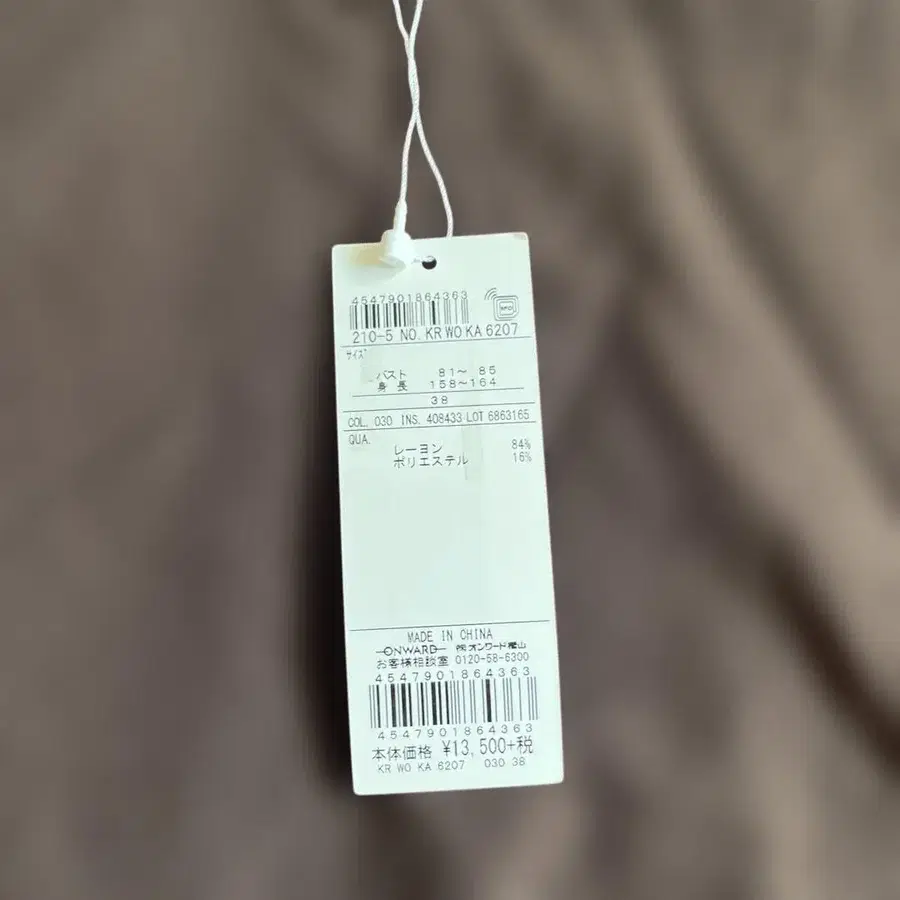 4547901864363
210-5 NO. KR WO KA 6207
サイズ
バスト 81～ 85
身長 158～164
38
COL. 030 INS. 408433 LOT 6863165
QUA.
レーヨン 84%
ポリエステル 16%
MADE IN CHINA
ONWARD ㈱オンワード樫山
お客様相談室 0120-58-6300
4547901864363
4547901864363
本体価格 ¥13,500+税
KR WO KA 6207 030 38